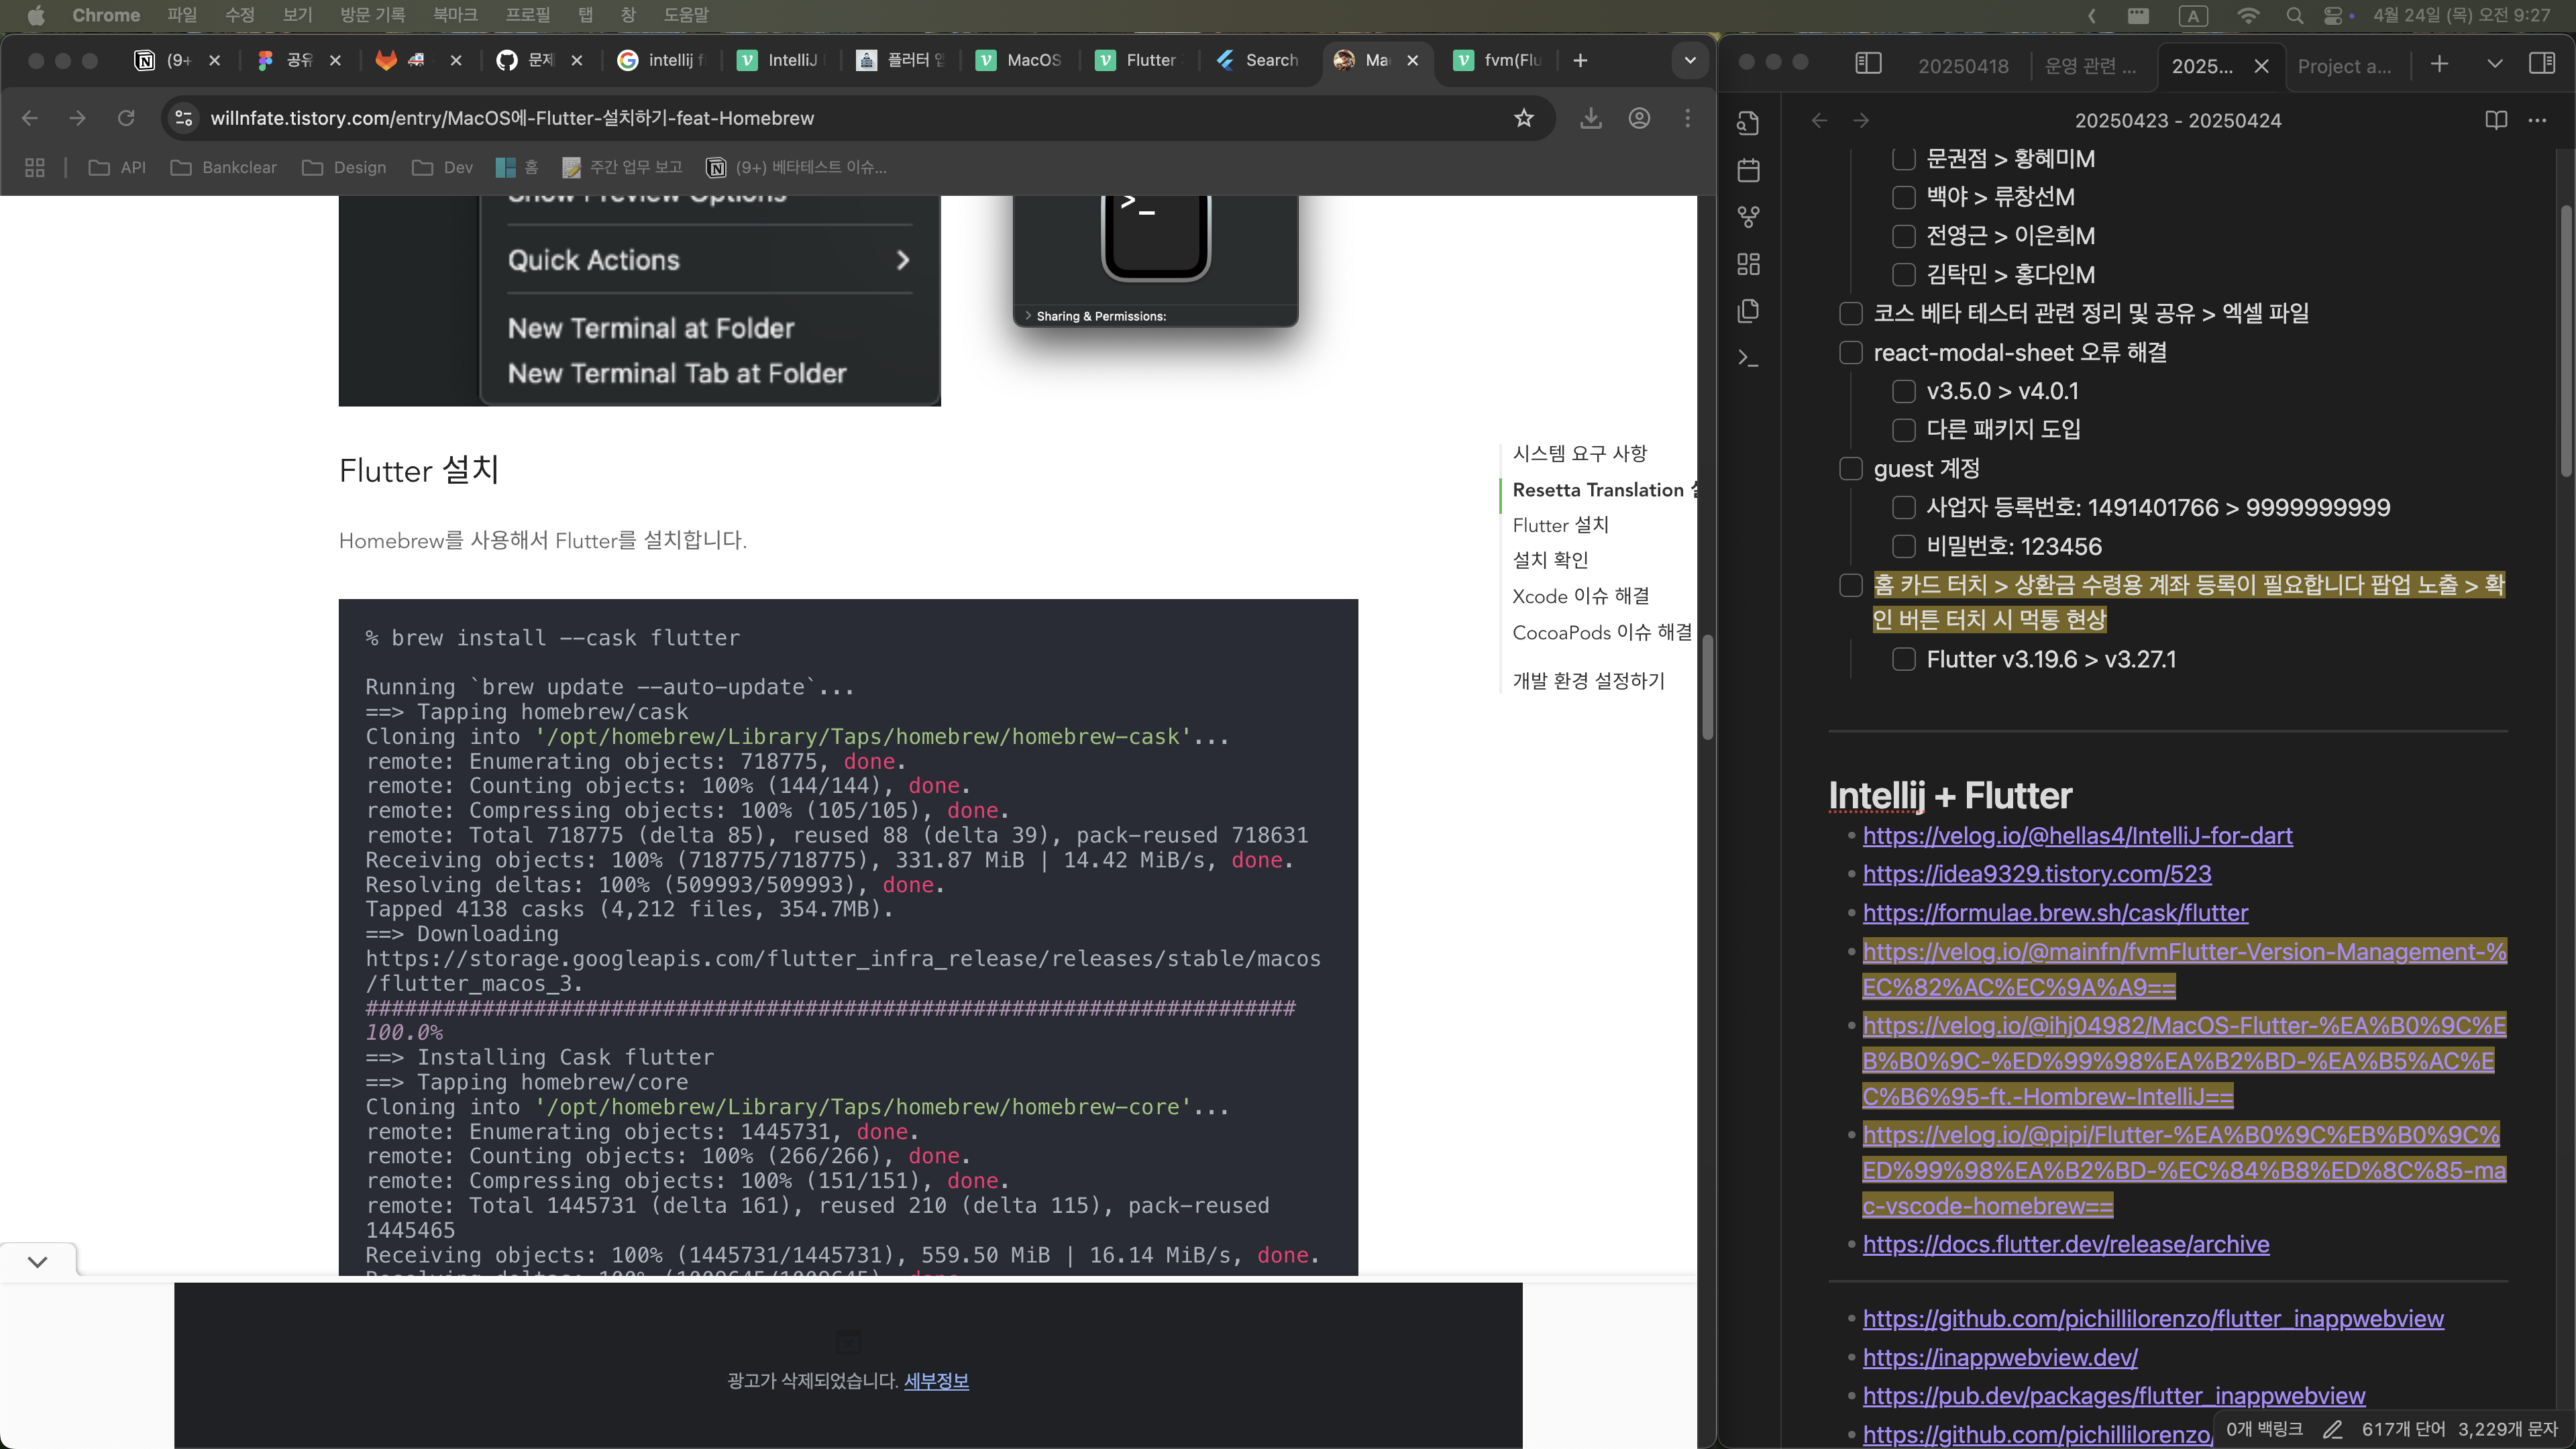 Chrome 파일 수정 보기 방문 기록 북마크 프로필 탭 창 도움말
A 4월 24일 (목) 오전 9:27
(9+ 공유 문제 intellij f IntelliJ 플러터 MacOS Flutter Search Ma fvm(Flu
willnfate.tistory.com/entry/MacOS에-Flutter-설치하기-feat-Homebrew
API Bankclear Design Dev 홈 주간 업무 보고 (9+) 베타테스트 이슈...
Show Preview Options
Quick Actions
New Terminal at Folder
New Terminal Tab at Folder
>_
Sharing & Permissions:
Flutter 설치
Homebrew를 사용해서 Flutter를 설치합니다.
% brew install --cask flutter
Running `brew update --auto-update`...
==> Tapping homebrew/cask
Cloning into '/opt/homebrew/Library/Taps/homebrew/homebrew-cask'...
remote: Enumerating objects: 718775, done.
remote: Counting objects: 100% (144/144), done.
remote: Compressing objects: 100% (105/105), done.
remote: Total 718775 (delta 85), reused 88 (delta 39), pack-reused 718631
Receiving objects: 100% (718775/718775), 331.87 MiB | 14.42 MiB/s, done.
Resolving deltas: 100% (509993/509993), done.
Tapped 4138 casks (4,212 files, 354.7MB).
==> Downloading
https://storage.googleapis.com/flutter_infra_release/releases/stable/macos
/flutter_macos_3.
########################################################################
100.0%
==> Installing Cask flutter
==> Tapping homebrew/core
Cloning into '/opt/homebrew/Library/Taps/homebrew/homebrew-core'...
remote: Enumerating objects: 1445731, done.
remote: Counting objects: 100% (266/266), done.
remote: Compressing objects: 100% (151/151), done.
remote: Total 1445731 (delta 161), reused 210 (delta 115), pack-reused
1445465
Receiving objects: 100% (1445731/1445731), 559.50 MiB | 16.14 MiB/s, done.
시스템 요구 사항
Resetta Translation
Flutter 설치
설치 확인
Xcode 이슈 해결
CocoaPods 이슈 해결
개발 환경 설정하기
광고가 삭제되었습니다. 세부정보
20250418 운영 관련 ... 2025... Project a...
20250423 - 20250424
문권점 > 황혜미M
백야 > 류창선M
전영근 > 이은희M
김탁민 > 홍다인M
코스 베타 테스터 관련 정리 및 공유 > 엑셀 파일
react-modal-sheet 오류 해결
v3.5.0 > v4.0.1
다른 패키지 도입
guest 계정
사업자 등록번호: 1491401766 > 9999999999
비밀번호: 123456
홈 카드 터치 > 상환금 수령용 계좌 등록이 필요합니다 팝업 노출 > 확
인 버튼 터치 시 먹통 현상
Flutter v3.19.6 > v3.27.1
Intellij + Flutter
https://velog.io/@hellas4/IntelliJ-for-dart
https://idea9329.tistory.com/523
https://formulae.brew.sh/cask/flutter
https://velog.io/@mainfn/fvmFlutter-Version-Management-%
EC%82%AC%EC%9A%A9==
https://velog.io/@ihj04982/MacOS-Flutter-%EA%B0%9C%E
B%B0%9C-%ED%99%98%EA%B2%BD-%EA%B5%AC%E
C%B6%95-ft.-Hombrew-IntelliJ==
https://velog.io/@pipi/Flutter-%EA%B0%9C%EB%B0%9C%
ED%99%98%EA%B2%BD-%EC%84%B8%ED%8C%85-ma
c-vscode-homebrew==
https://docs.flutter.dev/release/archive
https://github.com/pichillilorenzo/flutter_inappwebview
https://inappwebview.dev/
https://pub.dev/packages/flutter_inappwebview
https://github.com/pichillilorenzo/
0개 백링크 617개 단어 3,229개 문자